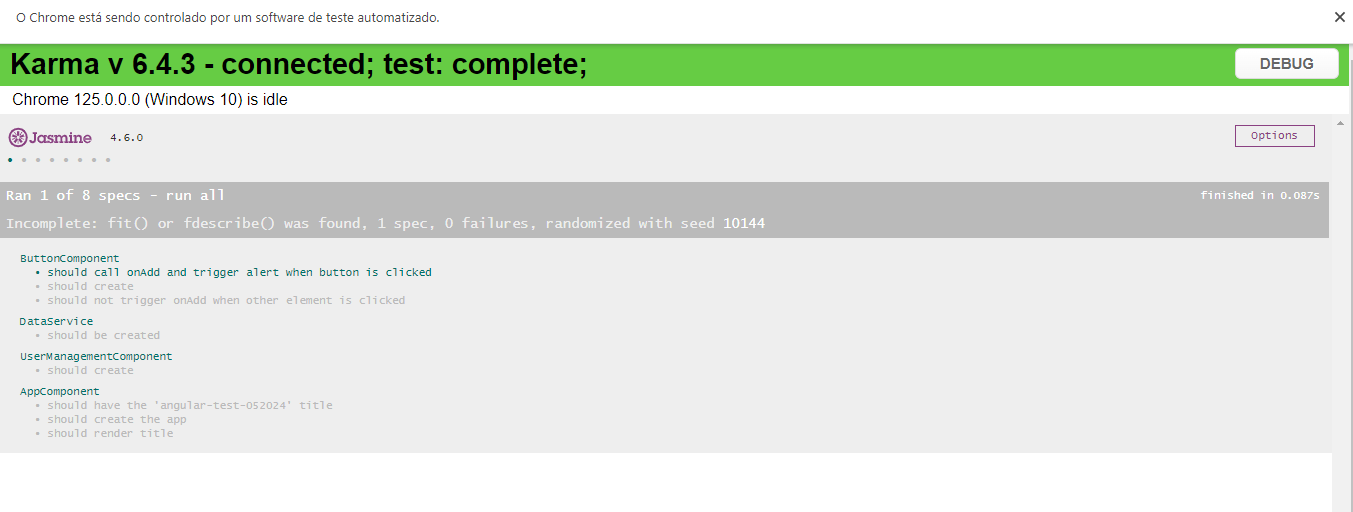 O Chrome está sendo controlado por um software de teste automatizado.
Karma v 6.4.3 - connected; test: complete;
DEBUG
Chrome 125.0.0.0 (Windows 10) is idle
Jasmine 4.6.0
Options
Ran 1 of 8 specs - run all
finished in 0.087s
Incomplete: fit() or fdescribe() was found, 1 spec, 0 failures, randomized with seed 10144
ButtonComponent
• should call onAdd and trigger alert when button is clicked
• should create
• should not trigger onAdd when other element is clicked
DataService
• should be created
UserManagementComponent
• should create
AppComponent
• should have the 'angular-test-052024' title
• should create the app
• should render title